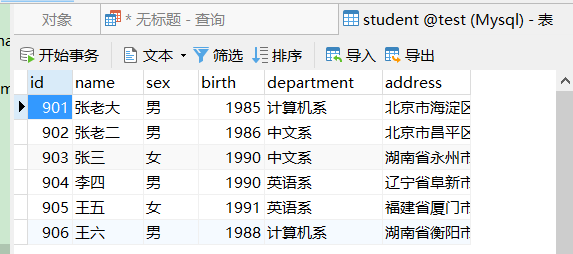 对象 * 无标题 - 查询 student @test (Mysql) - 表
开始事务 文本 筛选 排序 导入 导出
id name sex birth department address
901 张老大 男 1985 计算机系 北京市海淀区
902 张老二 男 1986 中文系 北京市昌平区
903 张三 女 1990 中文系 湖南省永州市
904 李四 男 1990 英语系 辽宁省阜新市
905 王五 女 1991 英语系 福建省厦门市
906 王六 男 1988 计算机系 湖南省衡阳市